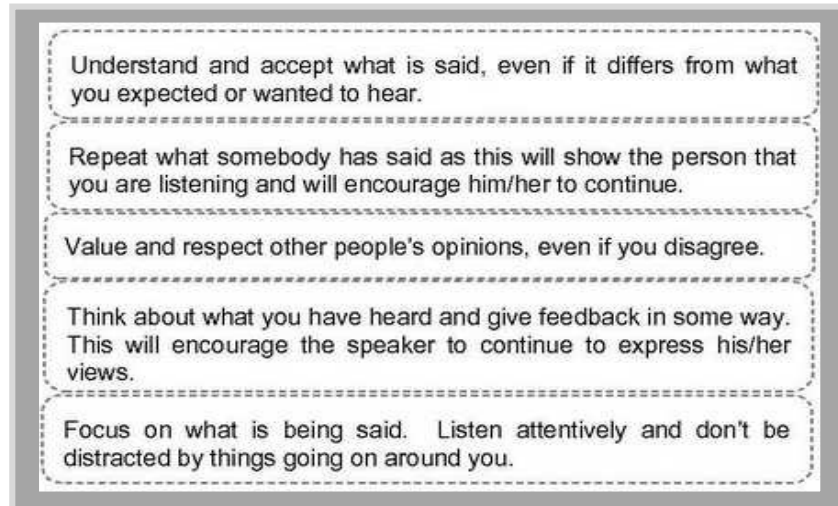 Understand and accept what is said, even if it differs from what
you expected or wanted to hear.
Repeat what somebody has said as this will show the person that
you are listening and will encourage him/her to continue.
Value and respect other people's opinions, even if you disagree.
Think about what you have heard and give feedback in some way.
This will encourage the speaker to continue to express his/her
views.
Focus on what is being said. Listen attentively and don't be
distracted by things going on around you.